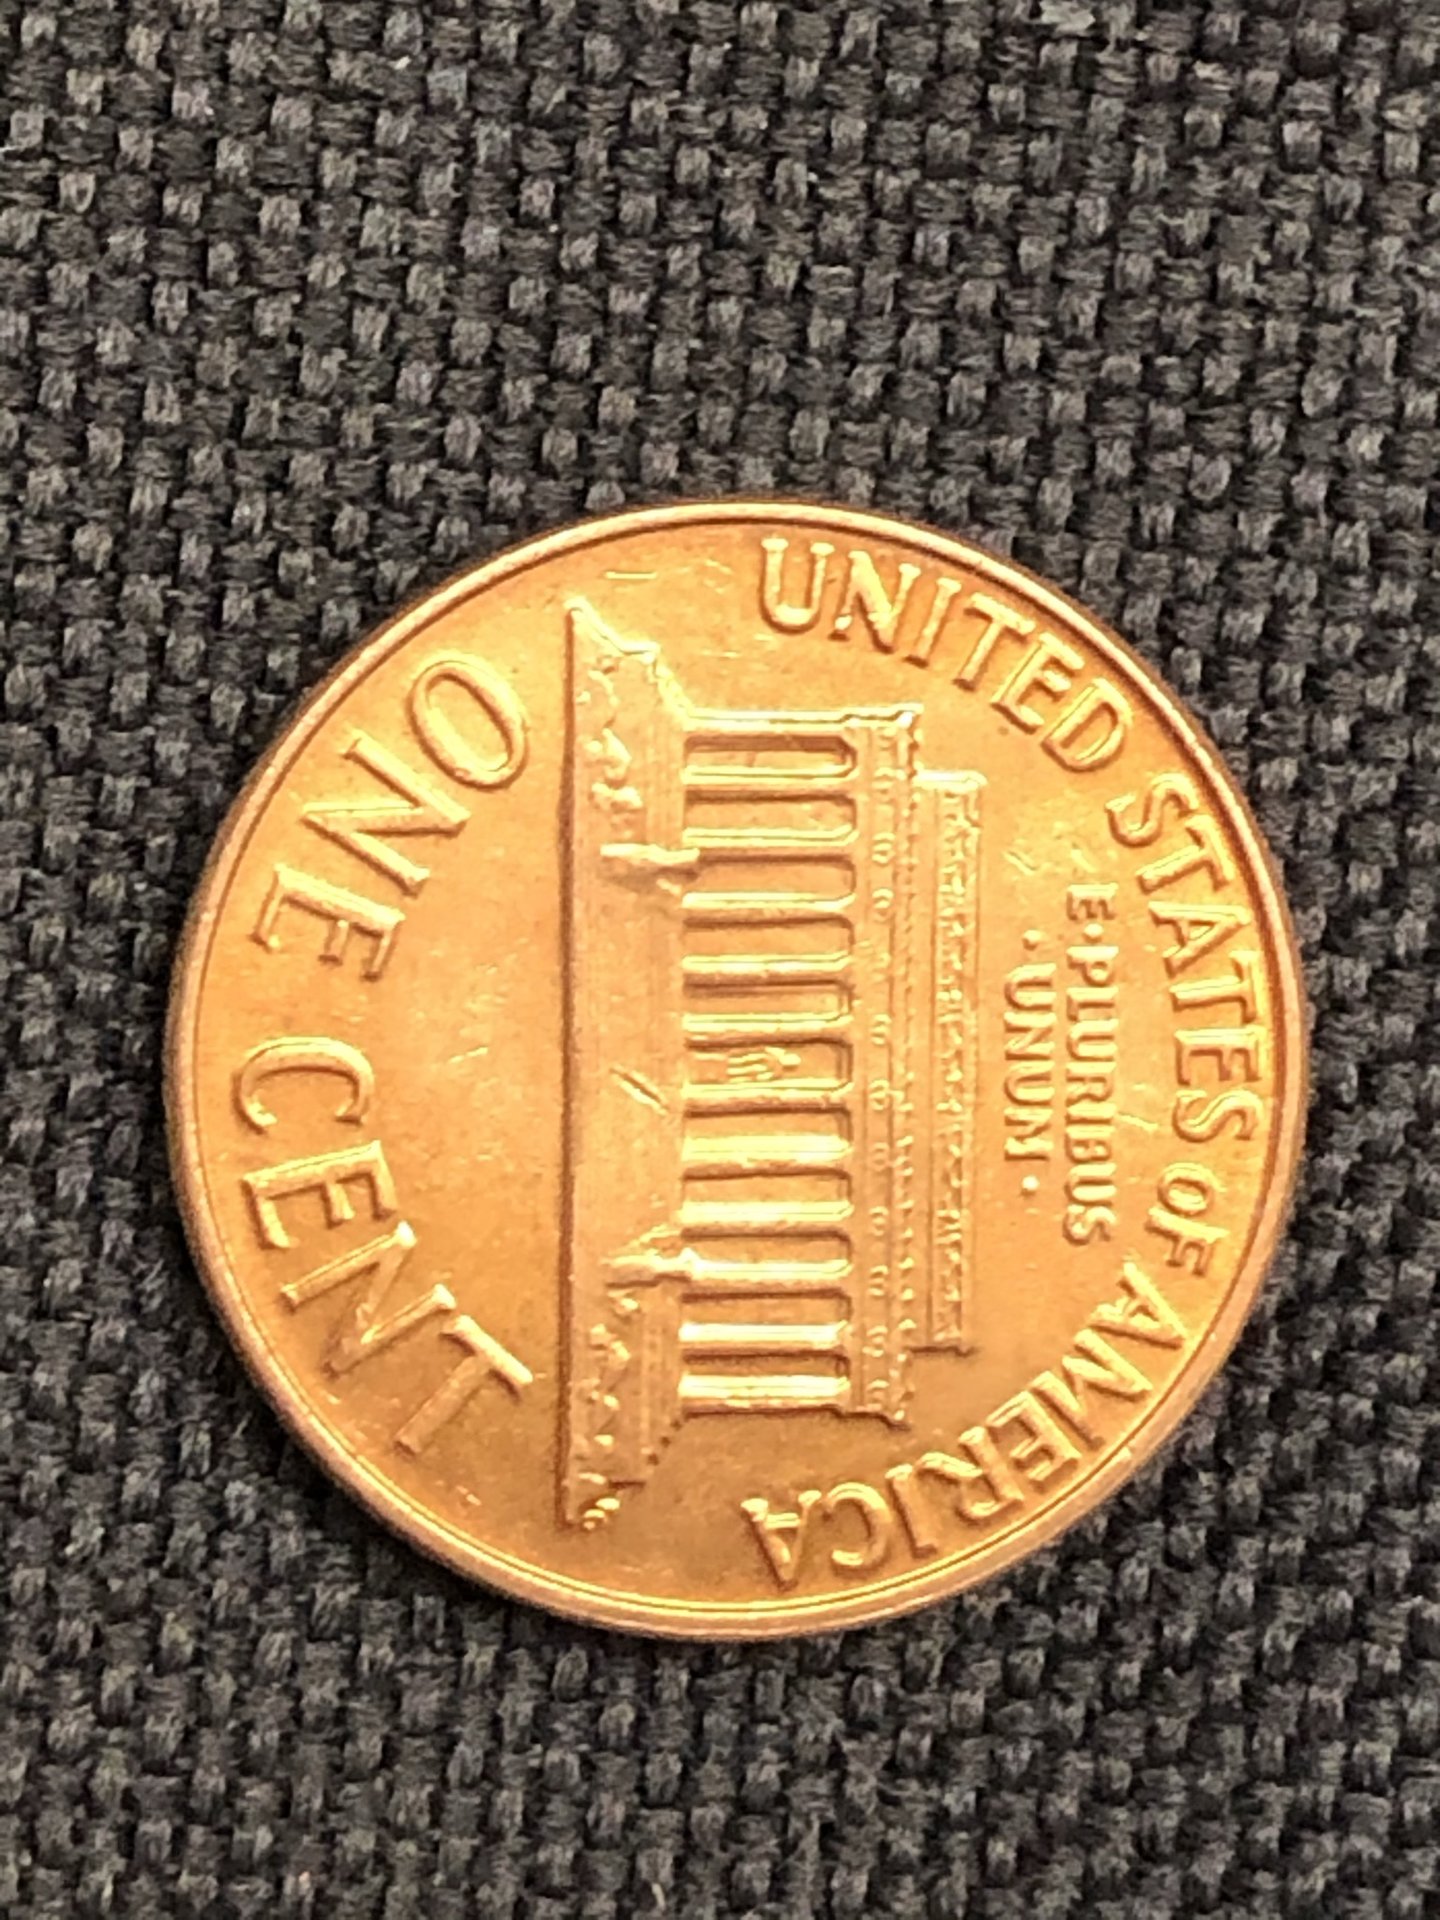 UNITED STATES OF AMERICA
E·PLURIBUS
·UNUM·
ONE CENT